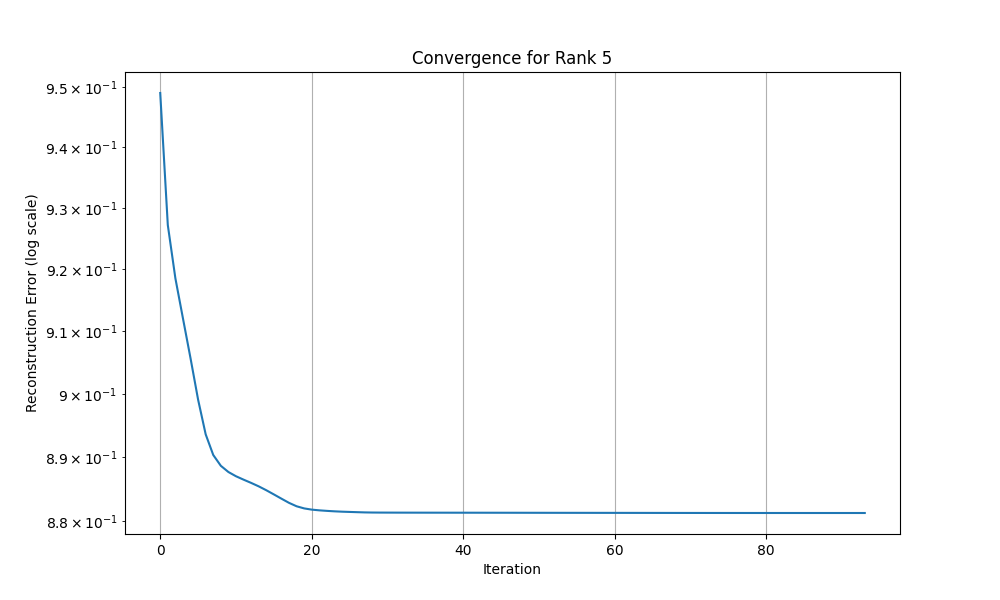 Convergence for Rank 5
Reconstruction Error (log scale)
9.5 × 10⁻¹
9.4 × 10⁻¹
9.3 × 10⁻¹
9.2 × 10⁻¹
9.1 × 10⁻¹
9 × 10⁻¹
8.9 × 10⁻¹
8.8 × 10⁻¹
0 20 40 60 80
Iteration